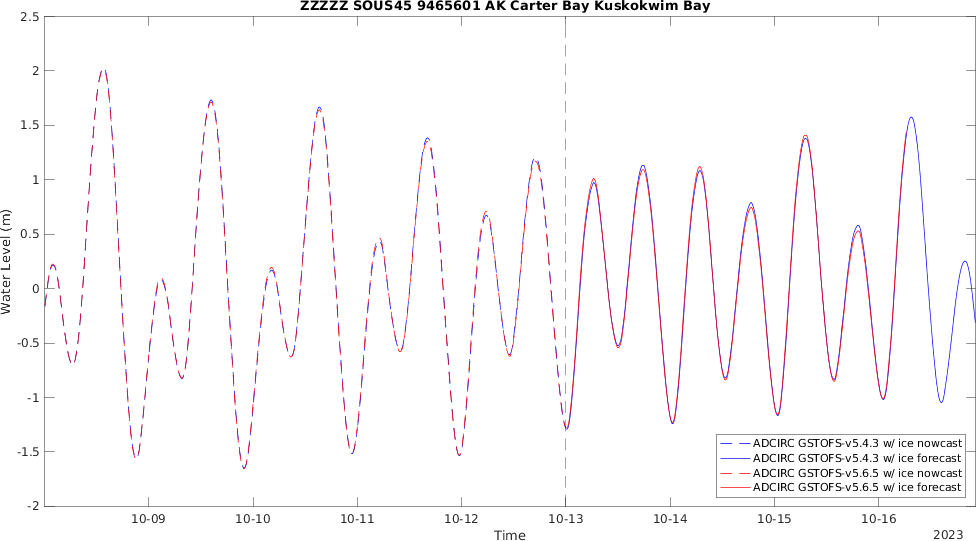 ZZZZZ SOUS45 9465601 AK Carter Bay Kuskokwim Bay
2.5
2
1.5
1
0.5
0
-0.5
-1
-1.5
-2
Water Level (m)
10-09
10-10
10-11
10-12
10-13
10-14
10-15
10-16
Time
2023
ADCIRC GSTOFS-v5.4.3 w/ ice nowcast
ADCIRC GSTOFS-v5.4.3 w/ ice forecast
ADCIRC GSTOFS-v5.6.5 w/ ice nowcast
ADCIRC GSTOFS-v5.6.5 w/ ice forecast